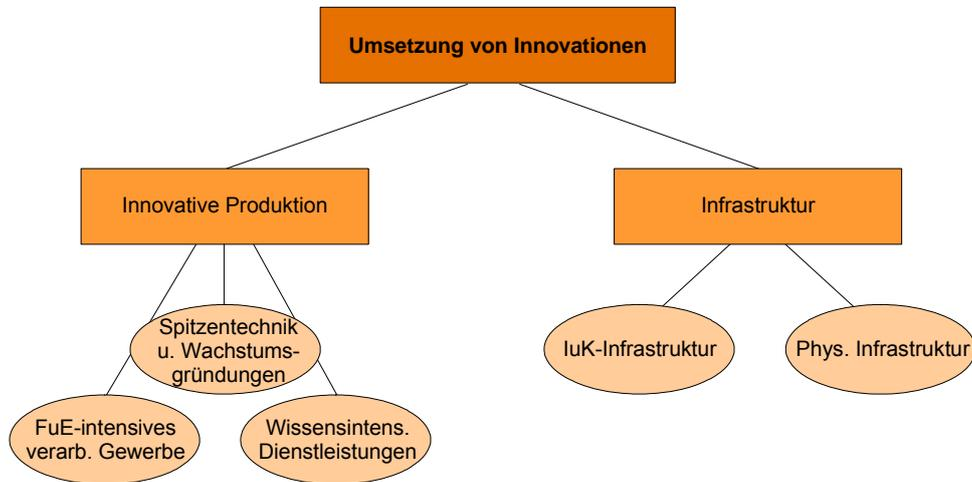 Umsetzung von Innovationen
Innovative Produktion
Infrastruktur
Spitzentechnik
u. Wachstums-
gründungen
IuK-Infrastruktur
Phys. Infrastruktur
FuE-intensives
verarb. Gewerbe
Wissensintens.
Dienstleistungen